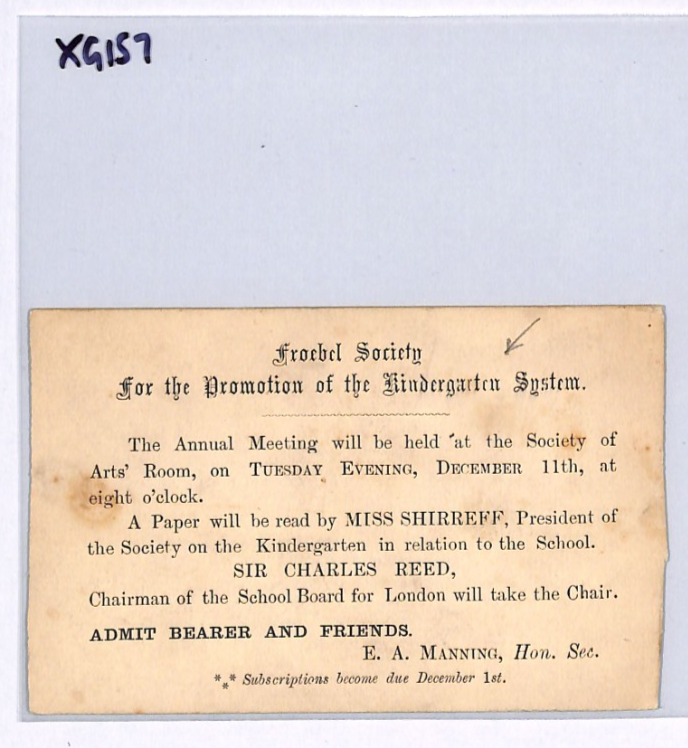 XG157
Froebel Society
For the Promotion of the Kindergarten System.
The Annual Meeting will be held at the Society of
Arts' Room, on TUESDAY EVENING, DECEMBER 11th, at
eight o'clock.
A Paper will be read by MISS SHIRREFF, President of
the Society on the Kindergarten in relation to the School.
SIR CHARLES REED,
Chairman of the School Board for London will take the Chair.
ADMIT BEARER AND FRIENDS.
E. A. MANNING, Hon. Sec.
*⁎* Subscriptions become due December 1st.